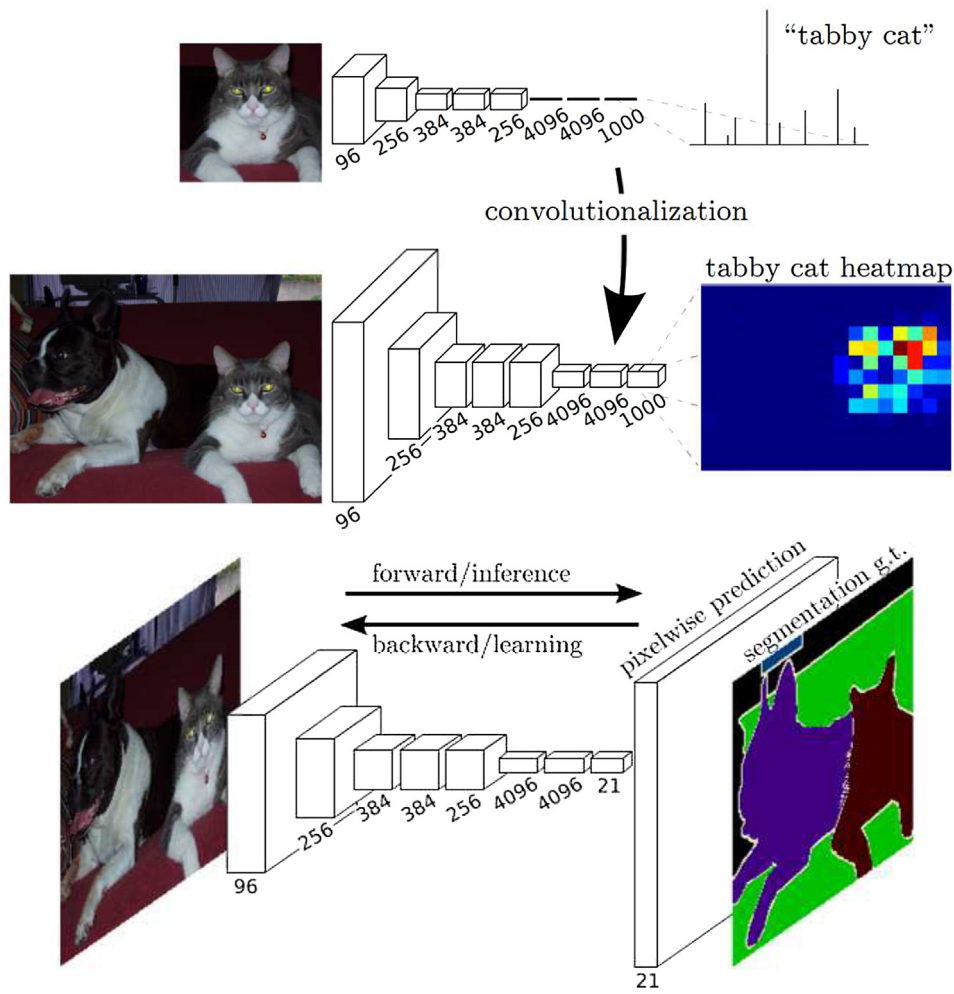 “tabby cat”
96 256 384 384 256 4096 4096 1000
convolutionalization
tabby cat heatmap
96 256 384 384 256 4096 4096 1000
forward/inference
backward/learning
pixelwise prediction
segmentation g.t.
96 256 384 384 256 4096 4096 21
21